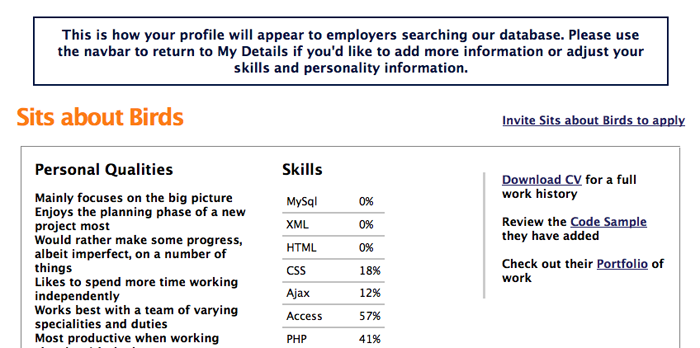 This is how your profile will appear to employers searching our database. Please use
the navbar to return to My Details if you'd like to add more information or adjust your
skills and personality information.
Sits about Birds
Invite Sits about Birds to apply
Personal Qualities
Mainly focuses on the big picture
Enjoys the planning phase of a new
project most
Would rather make some progress,
albeit imperfect, on a number of
things
Likes to spend more time working
independently
Works best with a team of varying
specialities and duties
Most productive when working
Skills
MySql 0%
XML 0%
HTML 0%
CSS 18%
Ajax 12%
Access 57%
PHP 41%
Download CV for a full
work history
Review the Code Sample
they have added
Check out their Portfolio of
work